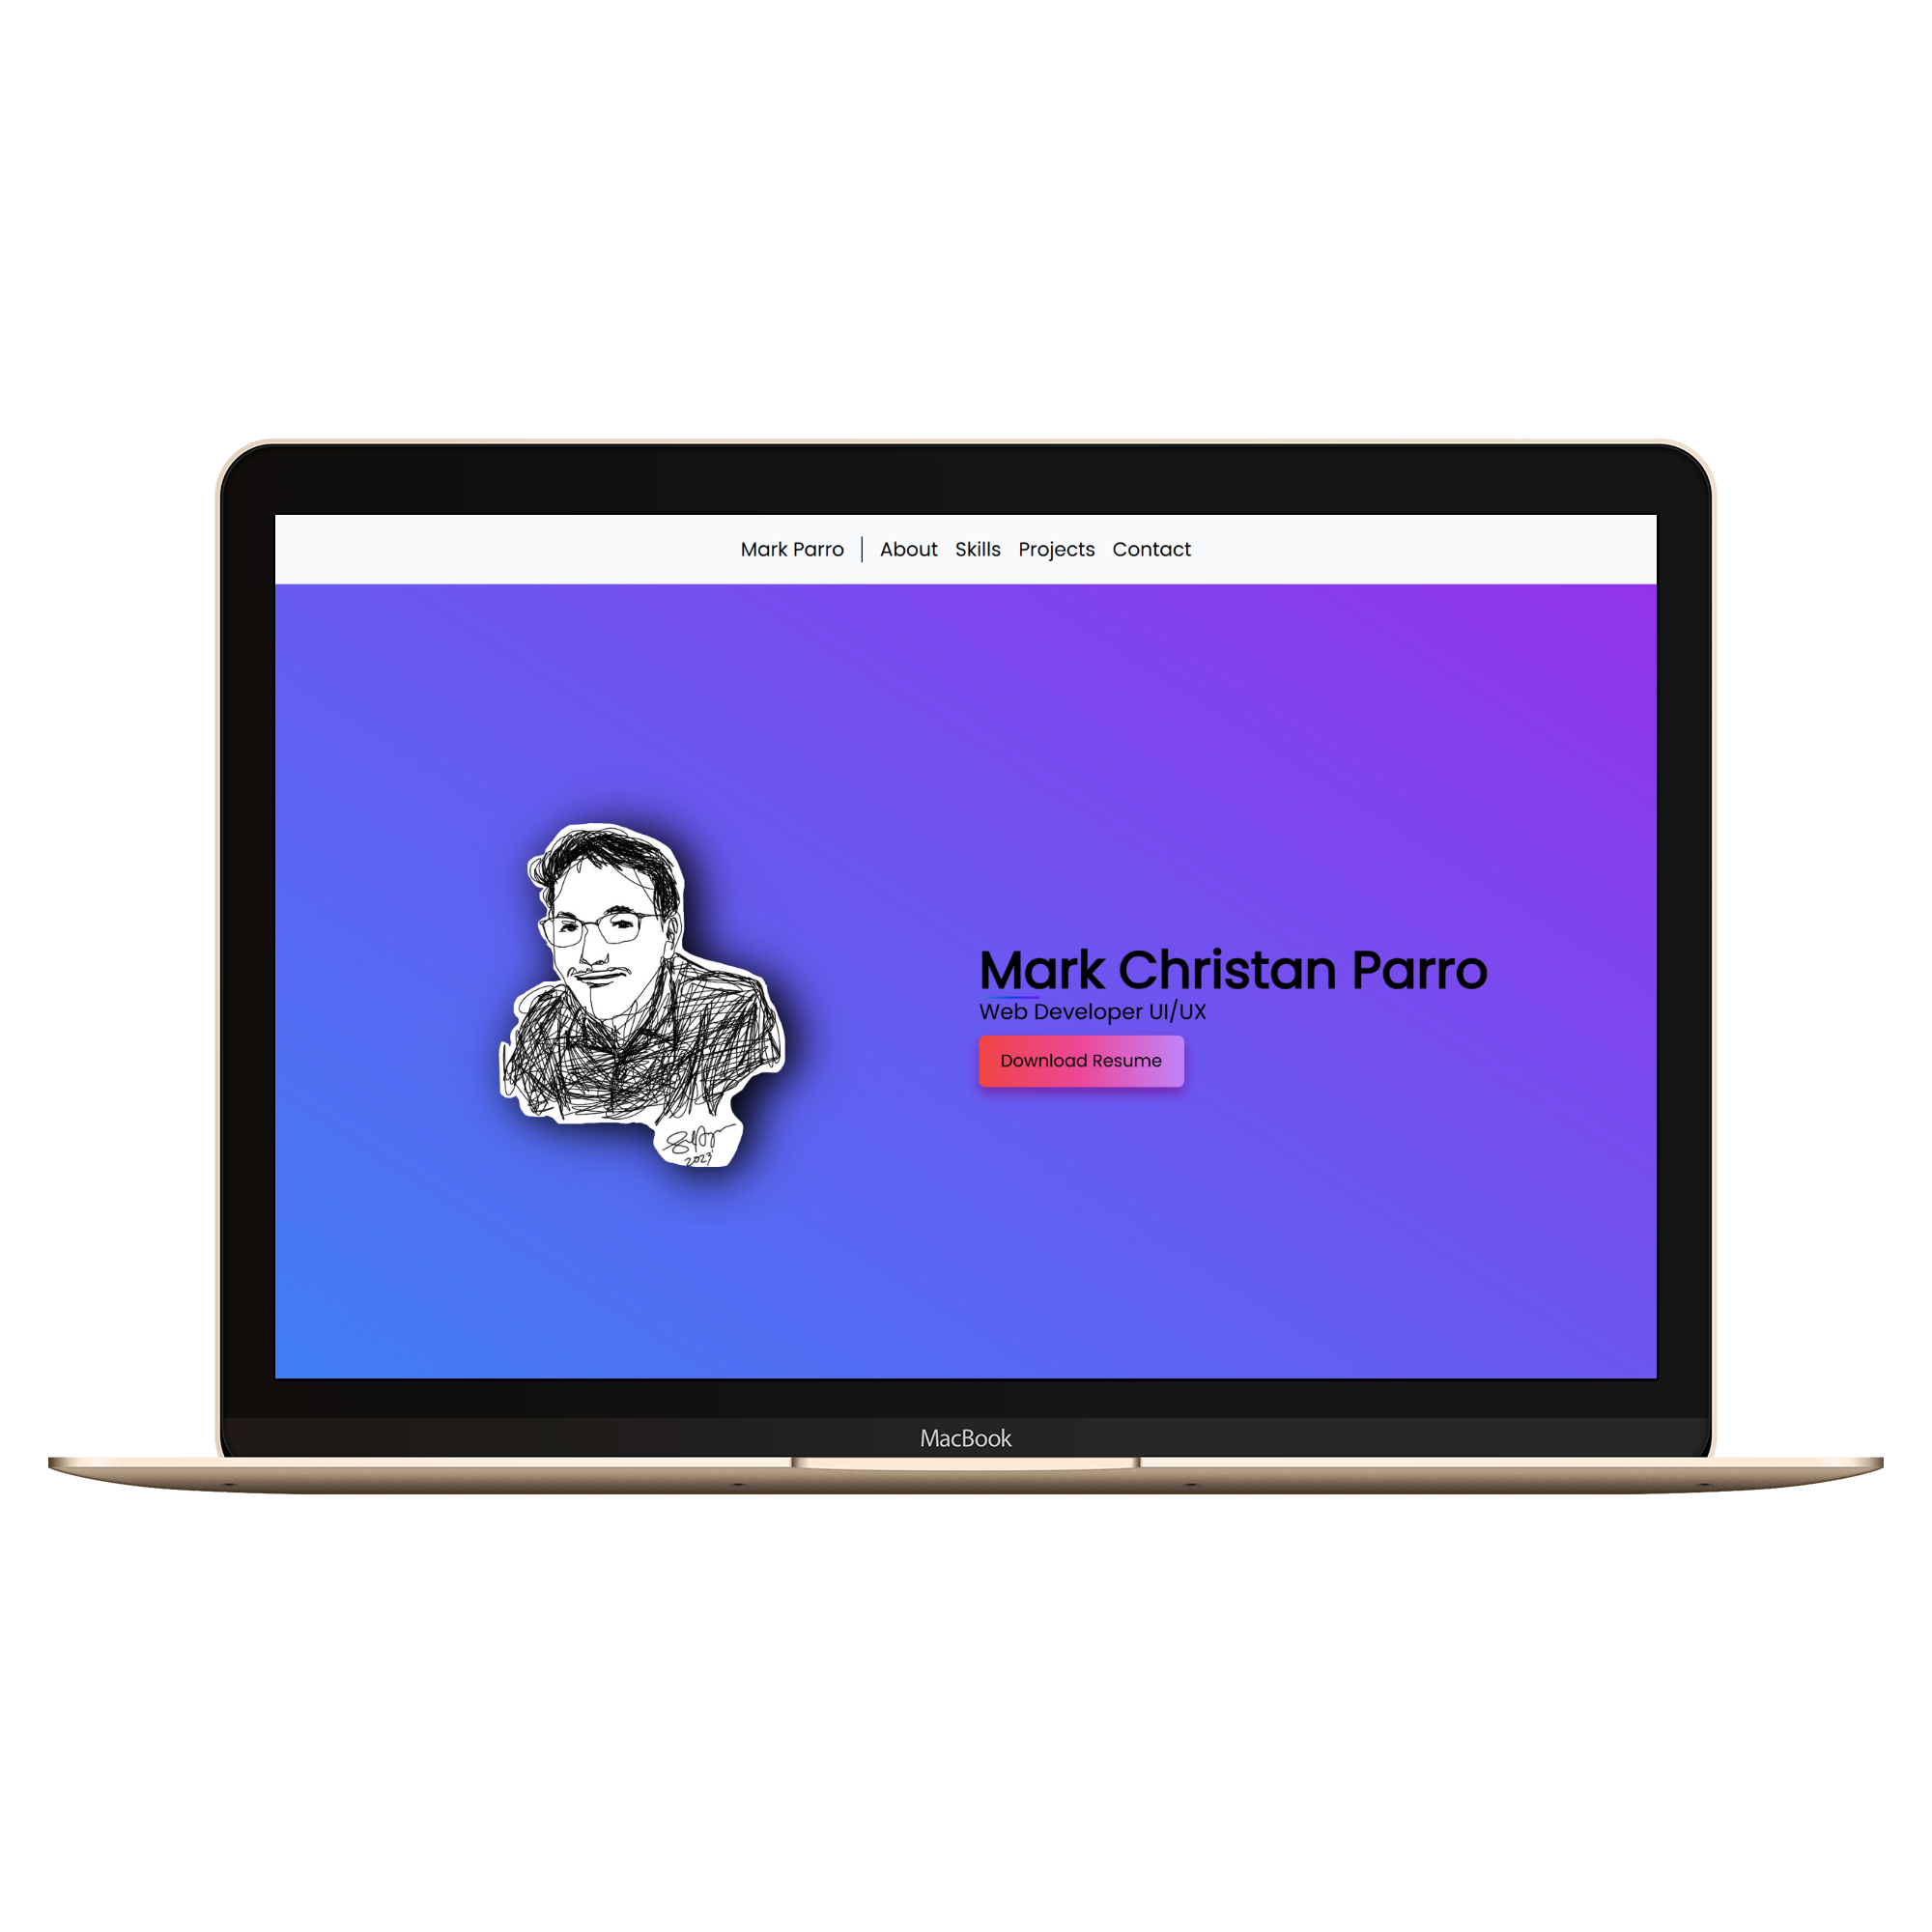 Mark Parro | About Skills Projects Contact
Mark Christan Parro
Web Developer UI/UX
Download Resume
2023
MacBook